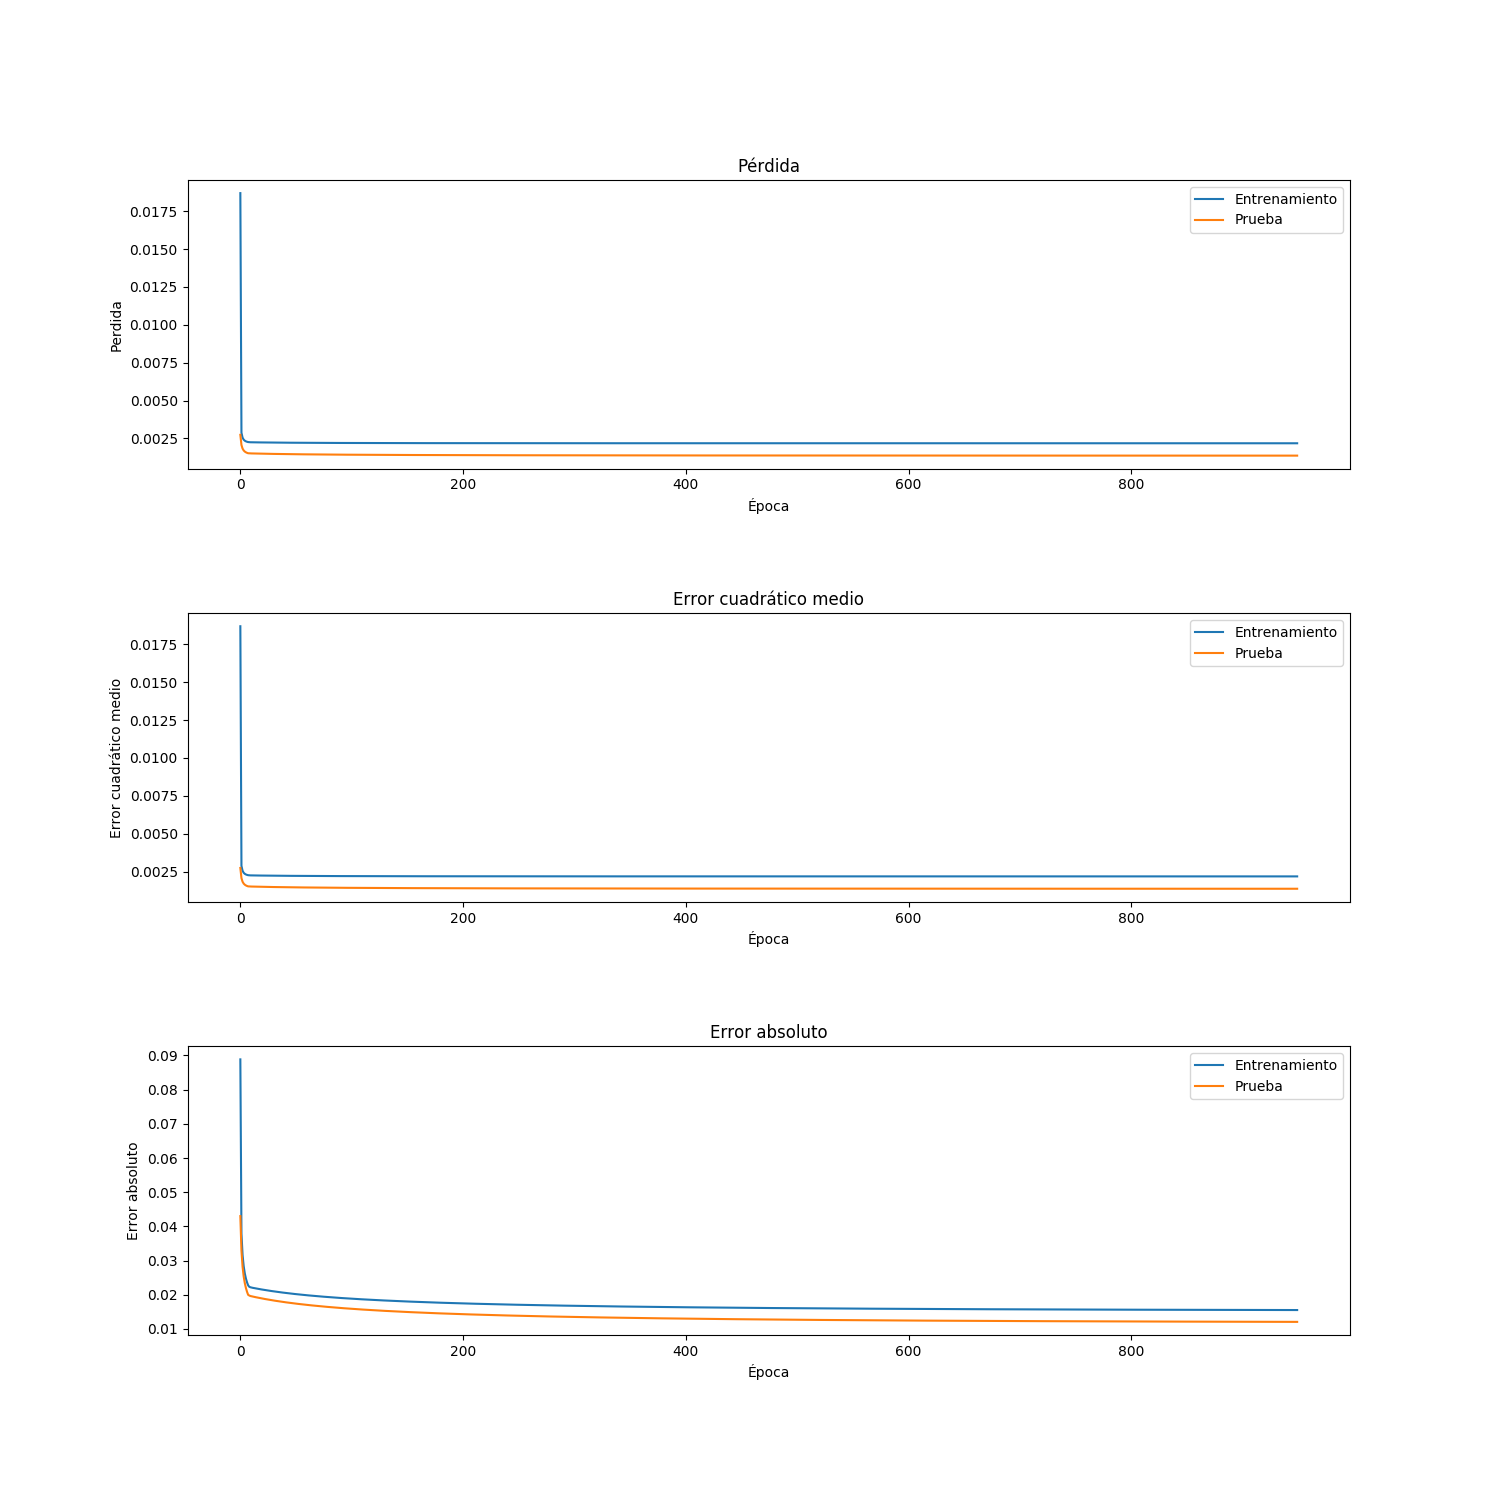 Pérdida
Entrenamiento
Prueba
0.0175
0.0150
0.0125
0.0100
0.0075
0.0050
0.0025
Perdida
0 200 400 600 800
Época
Error cuadrático medio
Entrenamiento
Prueba
0.0175
0.0150
0.0125
0.0100
0.0075
0.0050
0.0025
Error cuadrático medio
0 200 400 600 800
Época
Error absoluto
Entrenamiento
Prueba
0.09
0.08
0.07
0.06
0.05
0.04
0.03
0.02
0.01
Error absoluto
0 200 400 600 800
Época